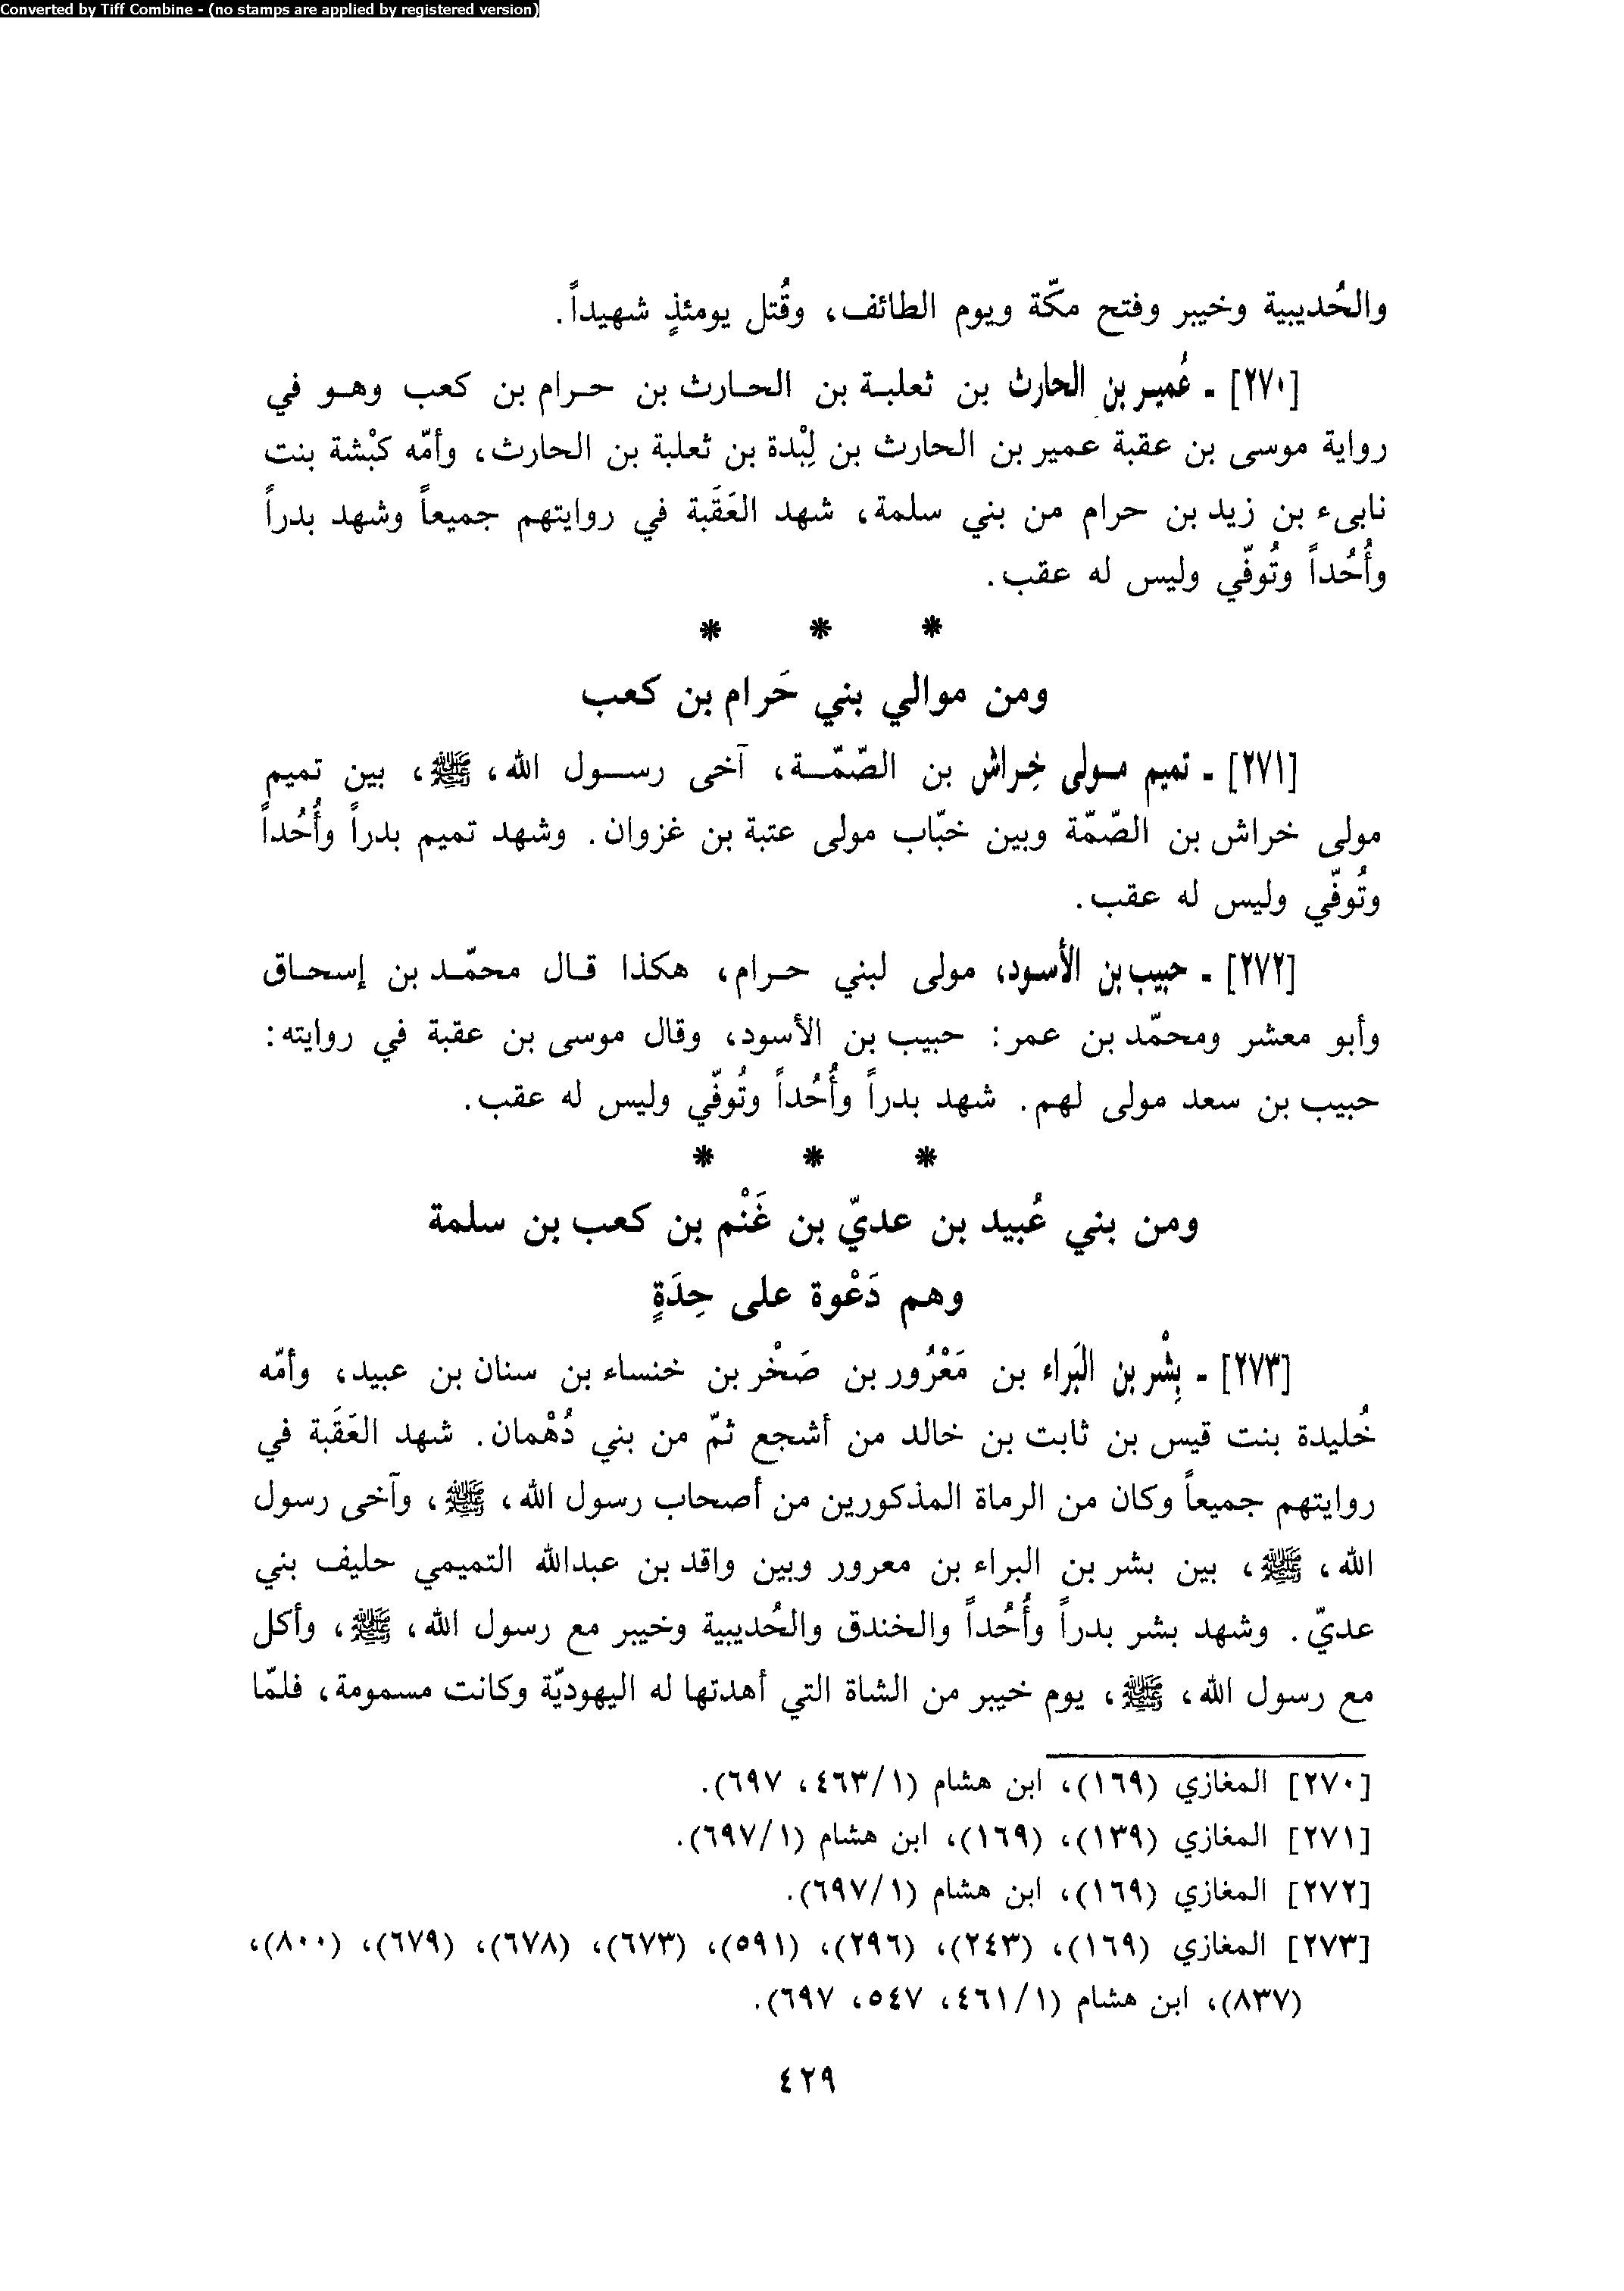 Converted by Tiff Combine - (no stamps are applied by registered version)
والحُديبية وخيبر وفتح مكّة ويوم الطائف، وقُتل يومئذٍ شهيداً.
[٢٧٠] ـ عُمير بن الحارث بن ثعلبة بن الحارث بن حرام بن كعب وهو في
رواية موسى بن عقبة عمير بن الحارث بن لِبْدة بن ثعلبة بن الحارث، وأمّه كبْشة بنت
نابىء بن زيد بن حرام من بني سلمة، شهد العَقَبة في روايتهم جميعاً وشهد بدراً
وأُحُداً وتُوفّي وليس له عقب.
* * *
ومن موالي بني حَرام بن كعب
[٢٧١] ـ تميم مولى خِراش بن الصّمّة، آخى رسول الله، ﷺ، بين تميم
مولى خراش بن الصّمّة وبين خبّاب مولى عتبة بن غزوان. وشهد تميم بدراً وأُحُداً
وتُوفّي وليس له عقب.
[٢٧٢] ـ حبيب بن الأسود، مولى لبني حرام، هكذا قال محمّد بن إسحاق
وأبو معشر ومحمّد بن عمر: حبيب بن الأسود، وقال موسى بن عقبة في روايته:
حبيب بن سعد مولى لهم. شهد بدراً وأُحُداً وتُوفّي وليس له عقب.
* * *
ومن بني عُبيد بن عديّ بن غَنْم بن كعب بن سلمة
وهم دَعْوة على حِدَةٍ
[٢٧٣] ـ بِشْر بن البَراء بن مَعْرُور بن صَخْر بن خنساء بن سنان بن عبيد، وأمّه
خُليدة بنت قيس بن ثابت بن خالد من أشجع ثمّ من بني دُهْمان. شهد العَقَبة في
روايتهم جميعاً وكان من الرماة المذكورين من أصحاب رسول الله، ﷺ، وآخى رسول
الله، ﷺ، بين بشر بن البراء بن معرور وبين واقد بن عبدالله التميمي حليف بني
عديّ. وشهد بشر بدراً وأُحُداً والخندق والحُديبية وخيبر مع رسول الله، ﷺ، وأكل
مع رسول الله، ﷺ، يوم خيبر من الشاة التي أهدتها له اليهوديّة وكانت مسمومة، فلمّا
[٢٧٠] المغازي (١٦٩)، ابن هشام (١/٤٦٣، ٦٩٧).
[٢٧١] المغازي (١٣٩)، (١٦٩)، ابن هشام (١/٦٩٧).
[٢٧٢] المغازي (١٦٩)، ابن هشام (١/٦٩٧).
[٢٧٣] المغازي (١٦٩)، (٢٤٣)، (٢٩٦)، (٥٩١)، (٦٧٣)، (٦٧٨)، (٦٧٩)، (٨٠٠)،
(٨٣٧)، ابن هشام (١/٤٦١، ٥٤٧، ٦٩٧).
٤٢٩